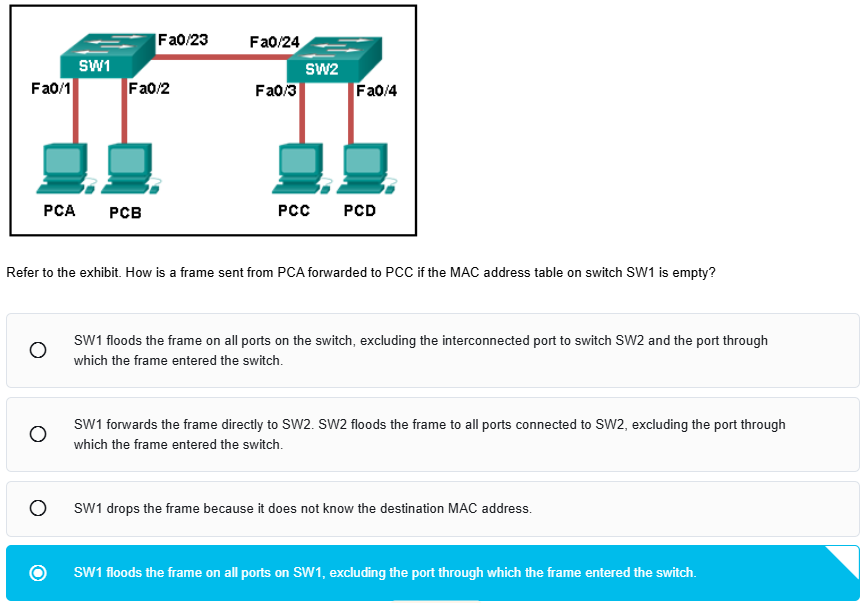 Fa0/23 Fa0/24
SW1 SW2
Fa0/1 Fa0/2 Fa0/3 Fa0/4
PCA PCB PCC PCD
Refer to the exhibit. How is a frame sent from PCA forwarded to PCC if the MAC address table on switch SW1 is empty?
SW1 floods the frame on all ports on the switch, excluding the interconnected port to switch SW2 and the port through
which the frame entered the switch.
SW1 forwards the frame directly to SW2. SW2 floods the frame to all ports connected to SW2, excluding the port through
which the frame entered the switch.
SW1 drops the frame because it does not know the destination MAC address.
SW1 floods the frame on all ports on SW1, excluding the port through which the frame entered the switch.